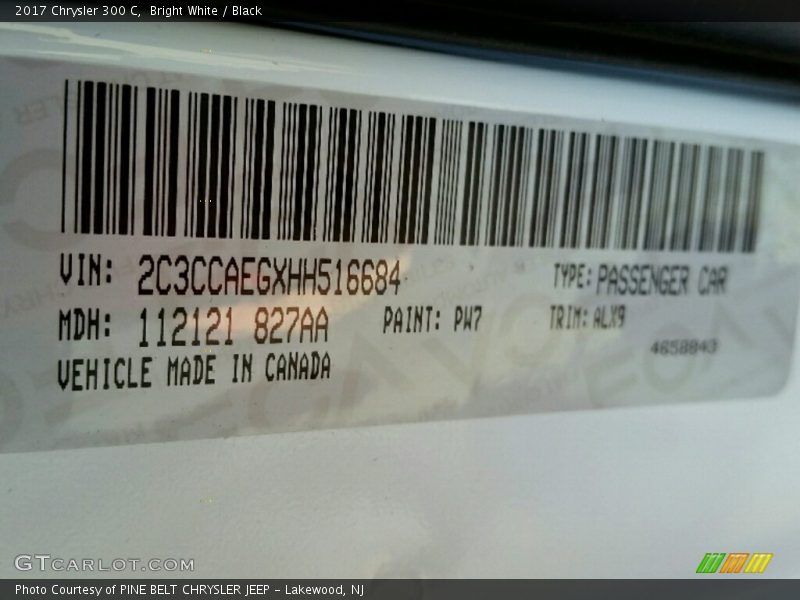 2017 Chrysler 300 C, Bright White / Black
VIN: 2C3CCAEGXHH516684 TYPE: PASSENGER CAR
MDH: 112121 827AA PAINT: PW7 TRIM: ALX9
4658843
VEHICLE MADE IN CANADA
GTCARLOT.COM
Photo Courtesy of PINE BELT CHRYSLER JEEP - Lakewood, NJ